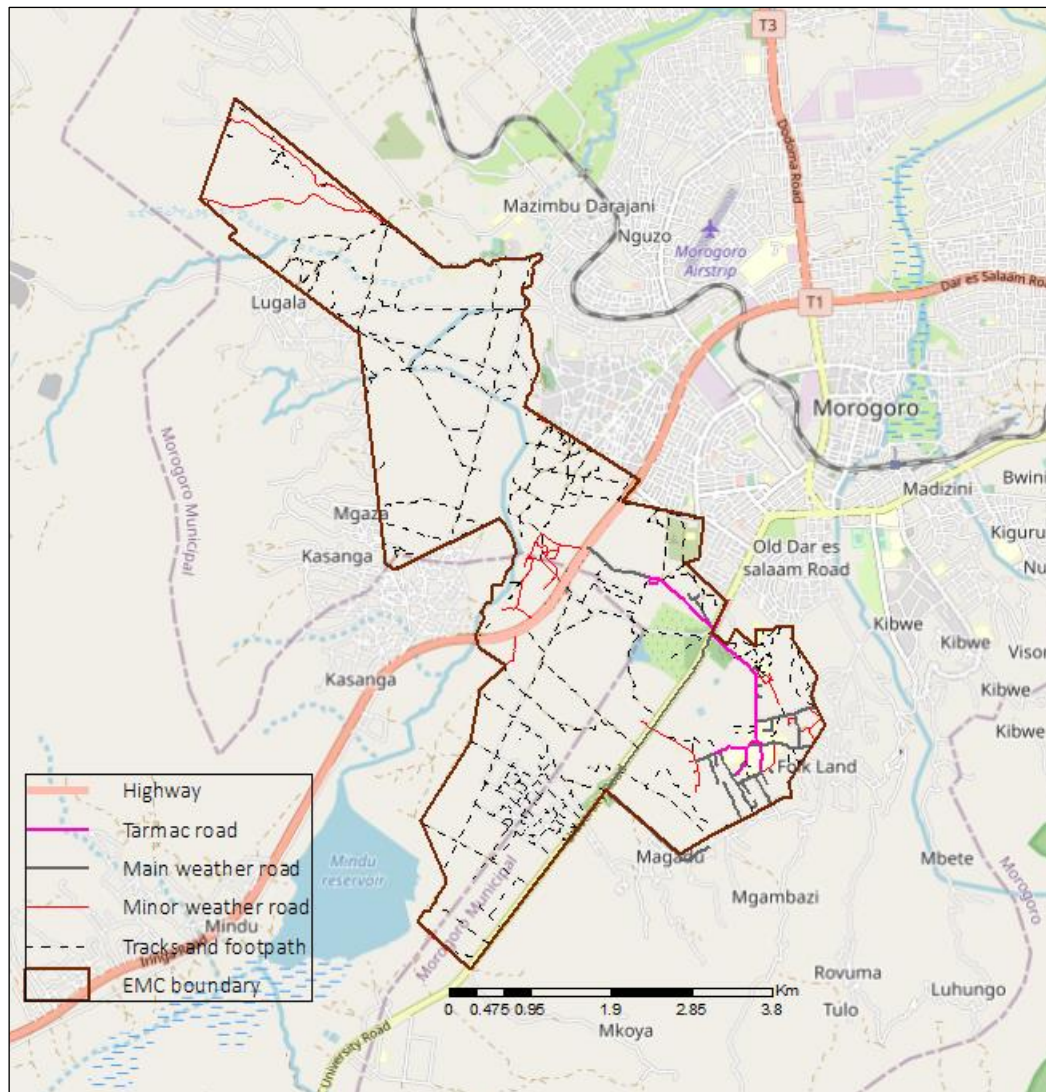 T3
Dodoma Road
Mazimbu Darajani
Nguzo
Morogoro
Airstrip
T1
Dar es Salaam Roa
Lugala
Morogoro
Morogoro Municipal
Madizini
Bwini
Mgaza
Kasanga
Kiguru
Old Dar es
salaam Road
Nu
Kibwe
Kibwe
Visor
Kasanga
Kibwe
Kibwe
Folk Land
Highway
Tarmac road
Main weather road
Minor weather road
Tracks and footpath
EMC boundary
Mindu
reservoir
Mindu
Iringa Road
Magadu
Mbete
Morogoro Municipal
Mgambazi
Morogoro
Rovuma
Luhungo
Tulo
Km
0 0.475 0.95 1.9 2.85 3.8
Mkoya
University Road